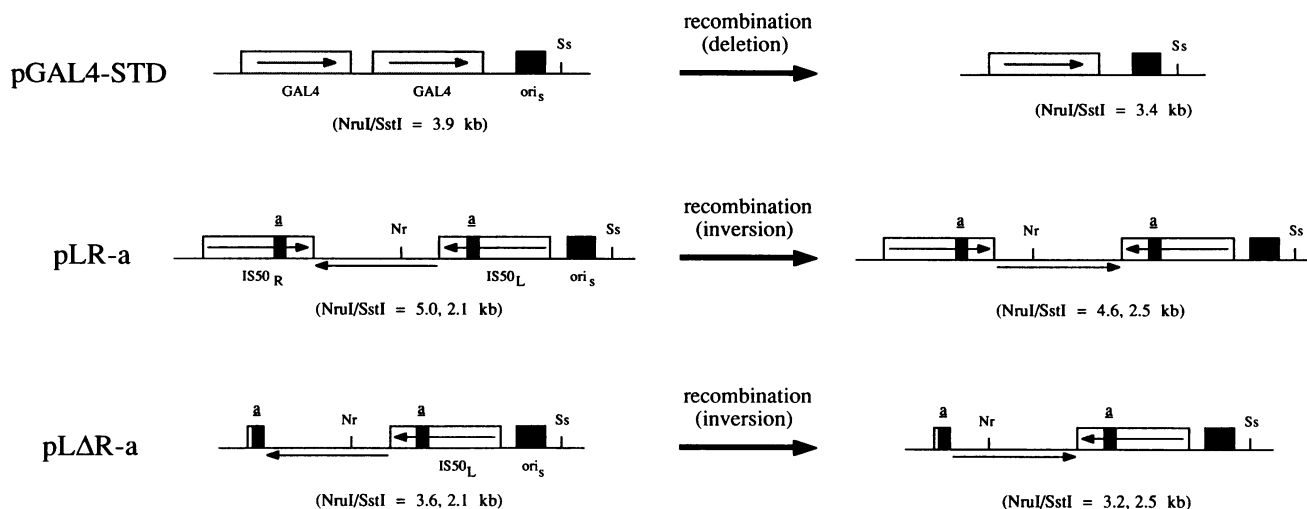 pGAL4-STD
GAL4
GAL4
ori s
Ss
(NruI/SstI = 3.9 kb)
recombination
(deletion)
Ss
(NruI/SstI = 3.4 kb)
pLR-a
a
Nr
a
Ss
IS50 R
IS50L
ori s
(NruI/SstI = 5.0, 2.1 kb)
recombination
(inversion)
a
Nr
a
Ss
(NruI/SstI = 4.6, 2.5 kb)
pLΔR-a
a
Nr
a
Ss
IS50L
ori s
(NruI/SstI = 3.6, 2.1 kb)
recombination
(inversion)
a
Nr
a
Ss
(NruI/SstI = 3.2, 2.5 kb)